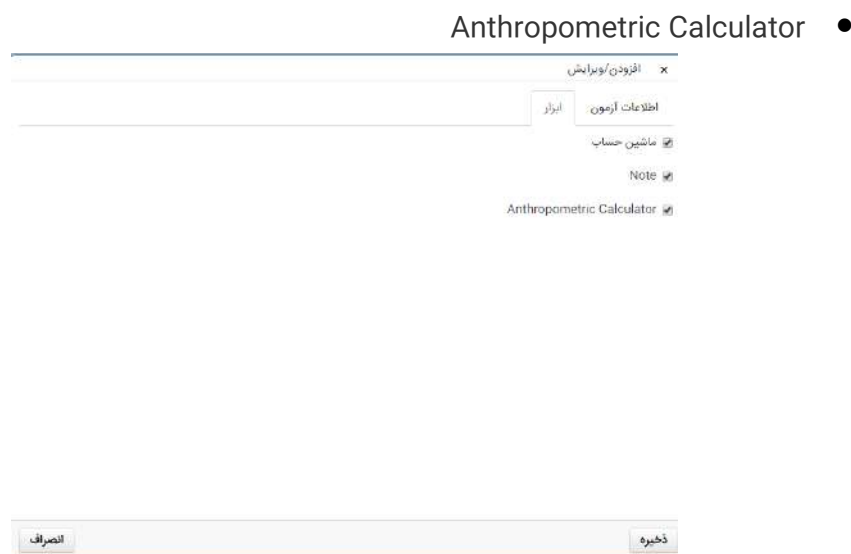 ● Anthropometric Calculator
× افزودن/ویرایش
اطلاعات آزمون ابزار
ماشین حساب
Note
Anthropometric Calculator
ذخیره انصراف